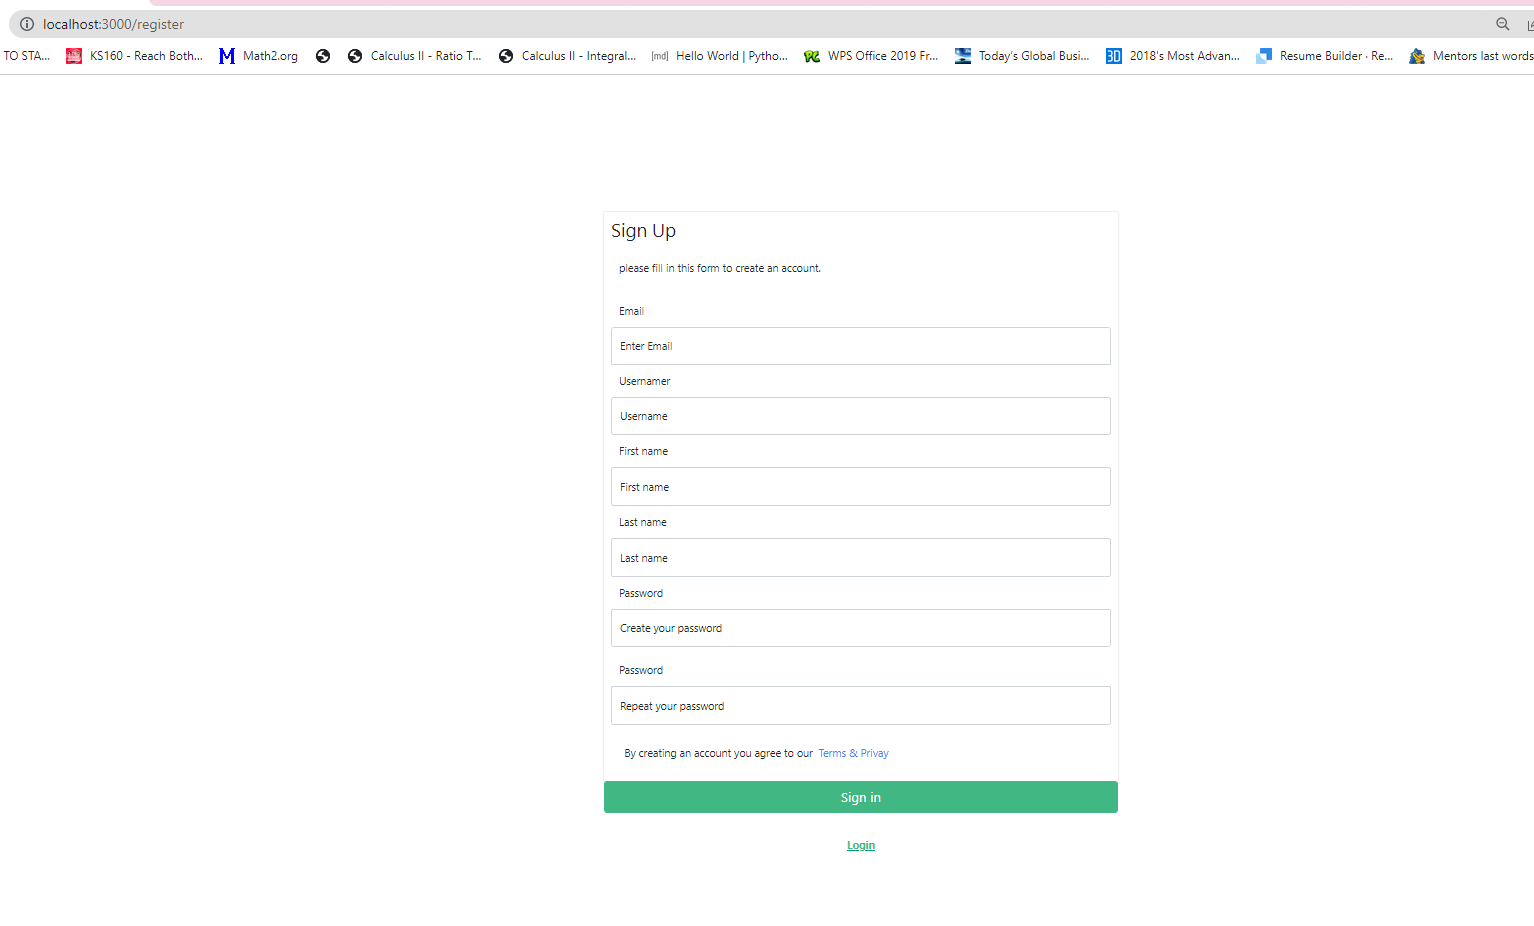 localhost:3000/register
TO STA... KS160 - Reach Both... Math2.org Calculus II - Ratio T... Calculus II - Integral... [md] Hello World | Pytho... WPS Office 2019 Fr... Today's Global Busi... 3D 2018's Most Advan... Resume Builder · Re... Mentors last words
Sign Up
please fill in this form to create an account.
Email
Enter Email
Usernamer
Username
First name
First name
Last name
Last name
Password
Create your password
Password
Repeat your password
By creating an account you agree to our Terms & Privay
Sign in
Login